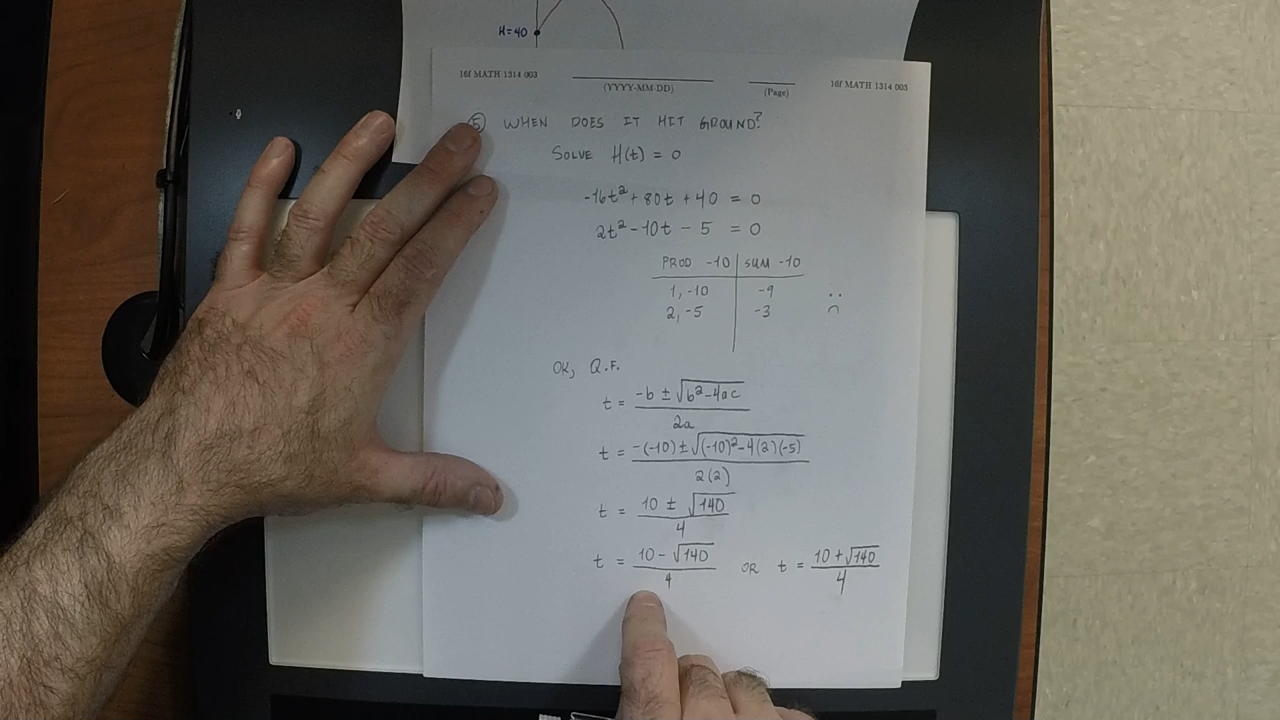 H=40
16f MATH 1314 003 (YYYY-MM-DD) (Page) 16f MATH 1314 003
5 WHEN DOES IT HIT GROUND?
SOLVE H(t) = 0
-16t² + 80t + 40 = 0
2t² - 10t - 5 = 0
PROD -10 | SUM -10
1, -10 | -9
2, -5 | -3
OK, Q.F.
t = (-b ± √(b²-4ac)) / 2a
t = (-(-10) ± √((-10)²-4(2)(-5))) / 2(2)
t = (10 ± √140) / 4
t = (10 - √140) / 4 OR t = (10 + √140) / 4